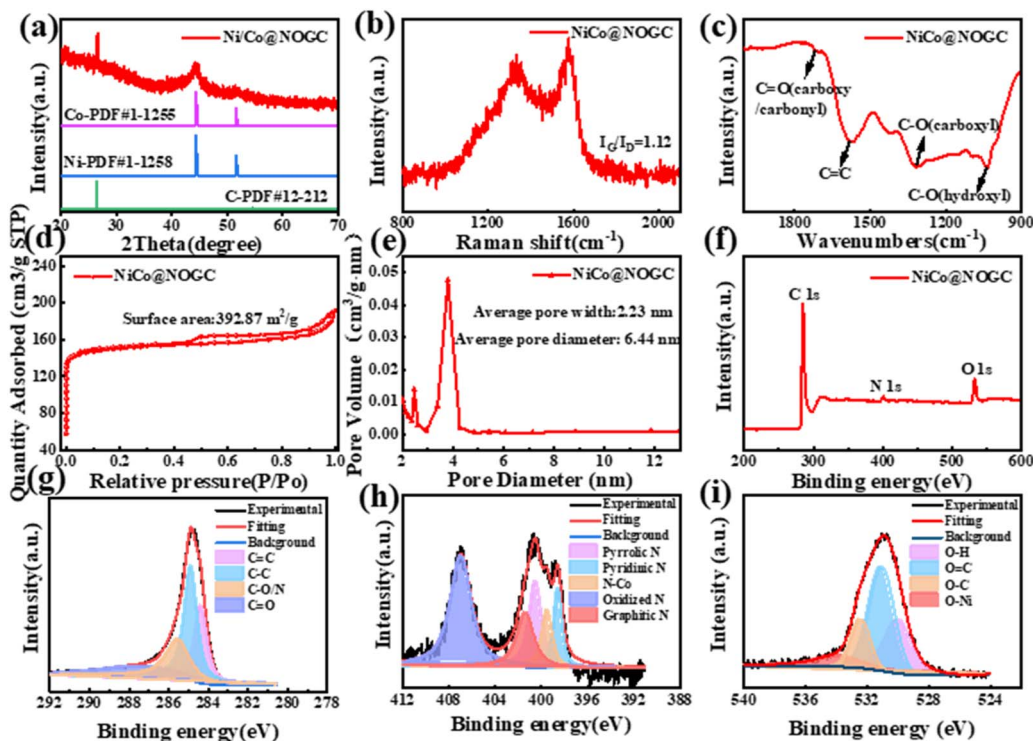 (a)
Ni/Co@NOGC
Co-PDF#1-1255
Ni-PDF#1-1258
C-PDF#12-212
Intensity(a.u.)
20 30 40 50 60 70
2Theta(degree)
(b)
NiCo@NOGC
I_G/I_D=1.12
Intensity(a.u.)
800 1200 1600 2000
Raman shift(cm⁻¹)
(c)
NiCo@NOGC
C=O(carboxy
/carbonyl)
C-O(carboxyl)
C=C
C-O(hydroxyl)
Intensity(a.u.)
1800 1500 1200 900
Wavenumbers(cm⁻¹)
(d)
NiCo@NOGC
Surface area:392.87 m²/g
Quantity Adsorbed (cm3/g STP)
240
200
160
120
80
40
0.0 0.2 0.4 0.6 0.8 1.0
Relative pressure(P/Po)
(e)
NiCo@NOGC
Average pore width:2.23 nm
Average pore diameter: 6.44 nm
Pore Volume (cm³/g·nm)
0.05
0.04
0.03
0.02
0.01
0.00
2 4 6 8 10 12
Pore Diameter (nm)
(f)
NiCo@NOGC
C 1s
N 1s
O 1s
Intensity(a.u.)
200 300 400 500 600
Binding energy(eV)
(g)
Experimental
Fitting
Background
C=C
C-C
C-O/N
C=O
Intensity(a.u.)
292 290 288 286 284 282 280 278
Binding energy(eV)
(h)
Experimental
Fitting
Background
Pyrrolic N
Pyridinic N
N-Co
Oxidized N
Graphitic N
Intensity(a.u.)
412 408 404 400 396 392 388
Binding energy(eV)
(i)
Experimental
Fitting
Background
O-H
O=C
O-C
O-Ni
Intensity (a.u.)
540 536 532 528 524
Binding energy (eV)